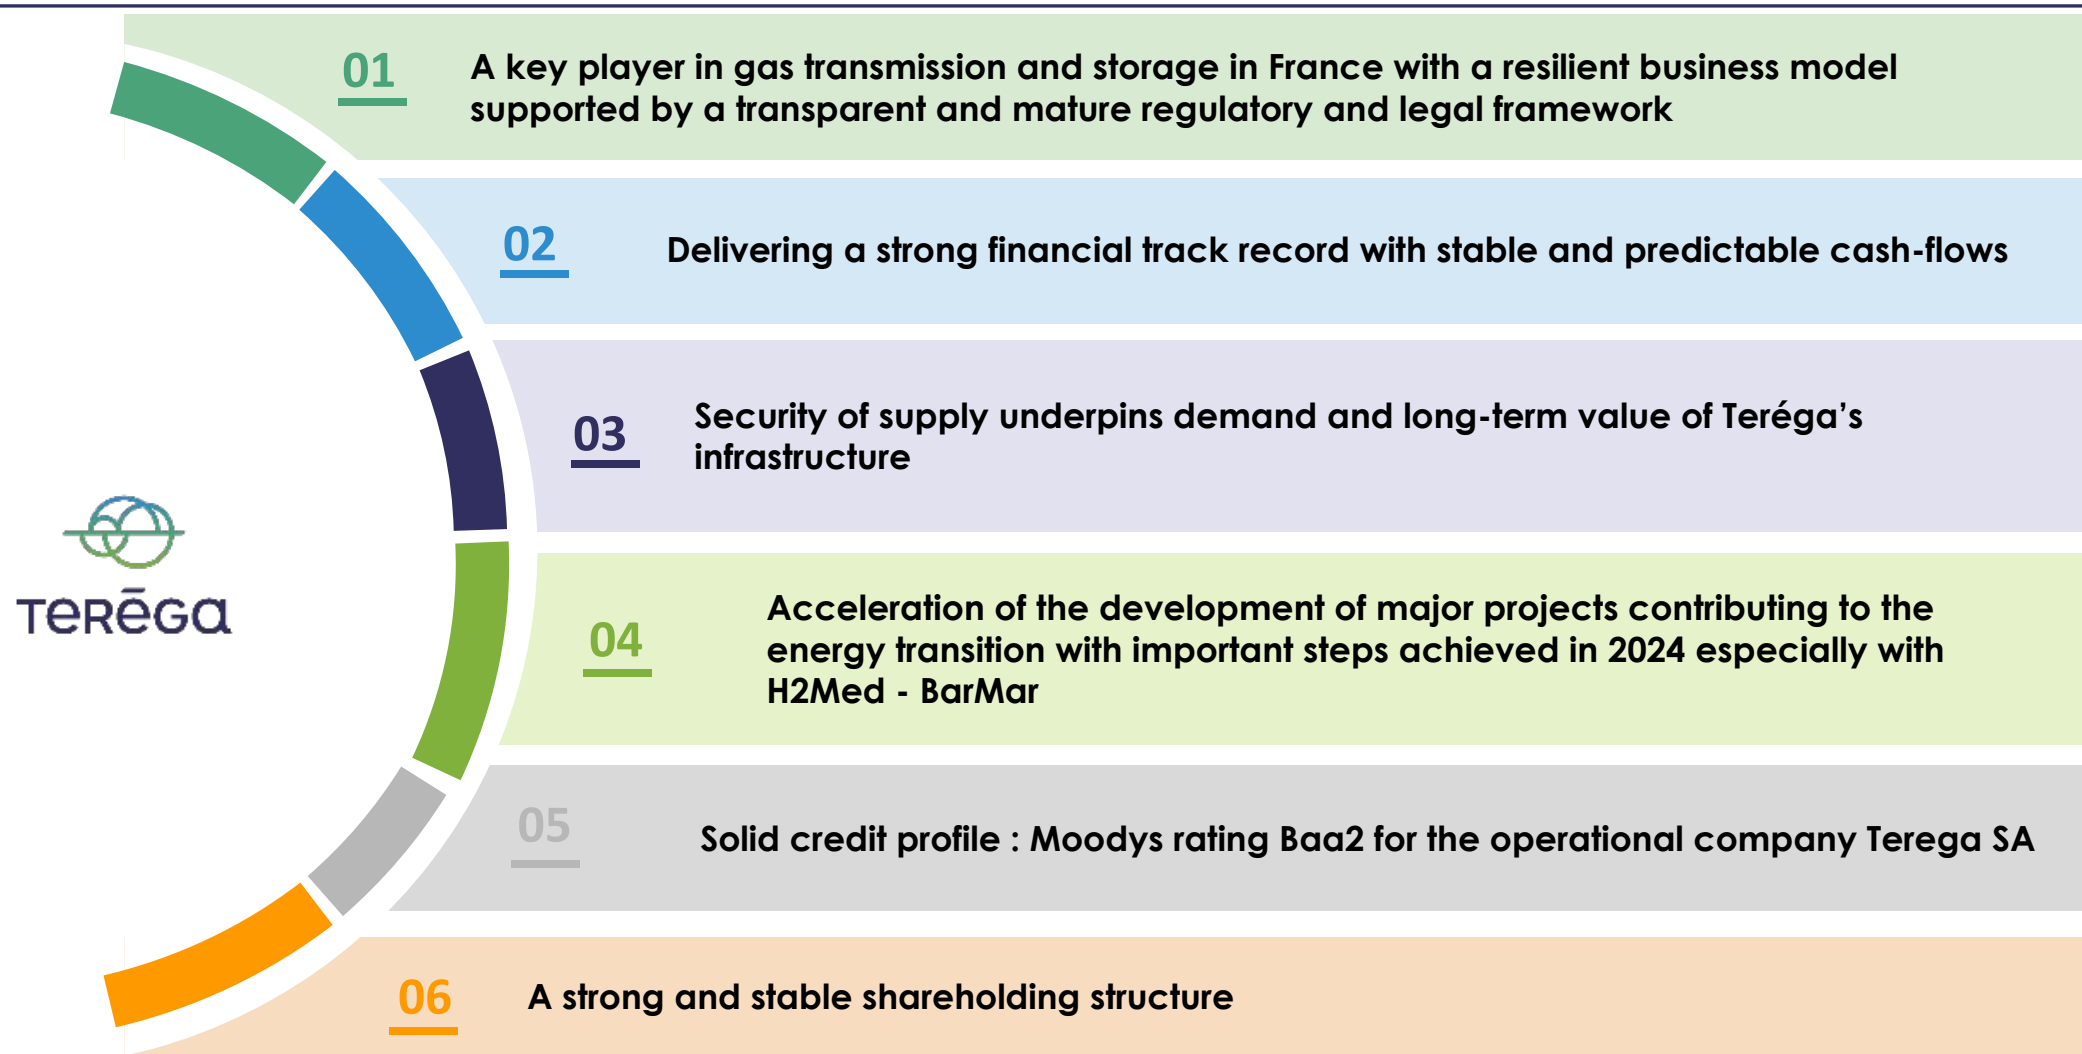 01
A key player in gas transmission and storage in France with a resilient business model
supported by a transparent and mature regulatory and legal framework
02
Delivering a strong financial track record with stable and predictable cash-flows
03
Security of supply underpins demand and long-term value of Teréga’s
infrastructure
TERēGA
04
Acceleration of the development of major projects contributing to the
energy transition with important steps achieved in 2024 especially with
H2Med - BarMar
05
Solid credit profile : Moodys rating Baa2 for the operational company Terega SA
06
A strong and stable shareholding structure